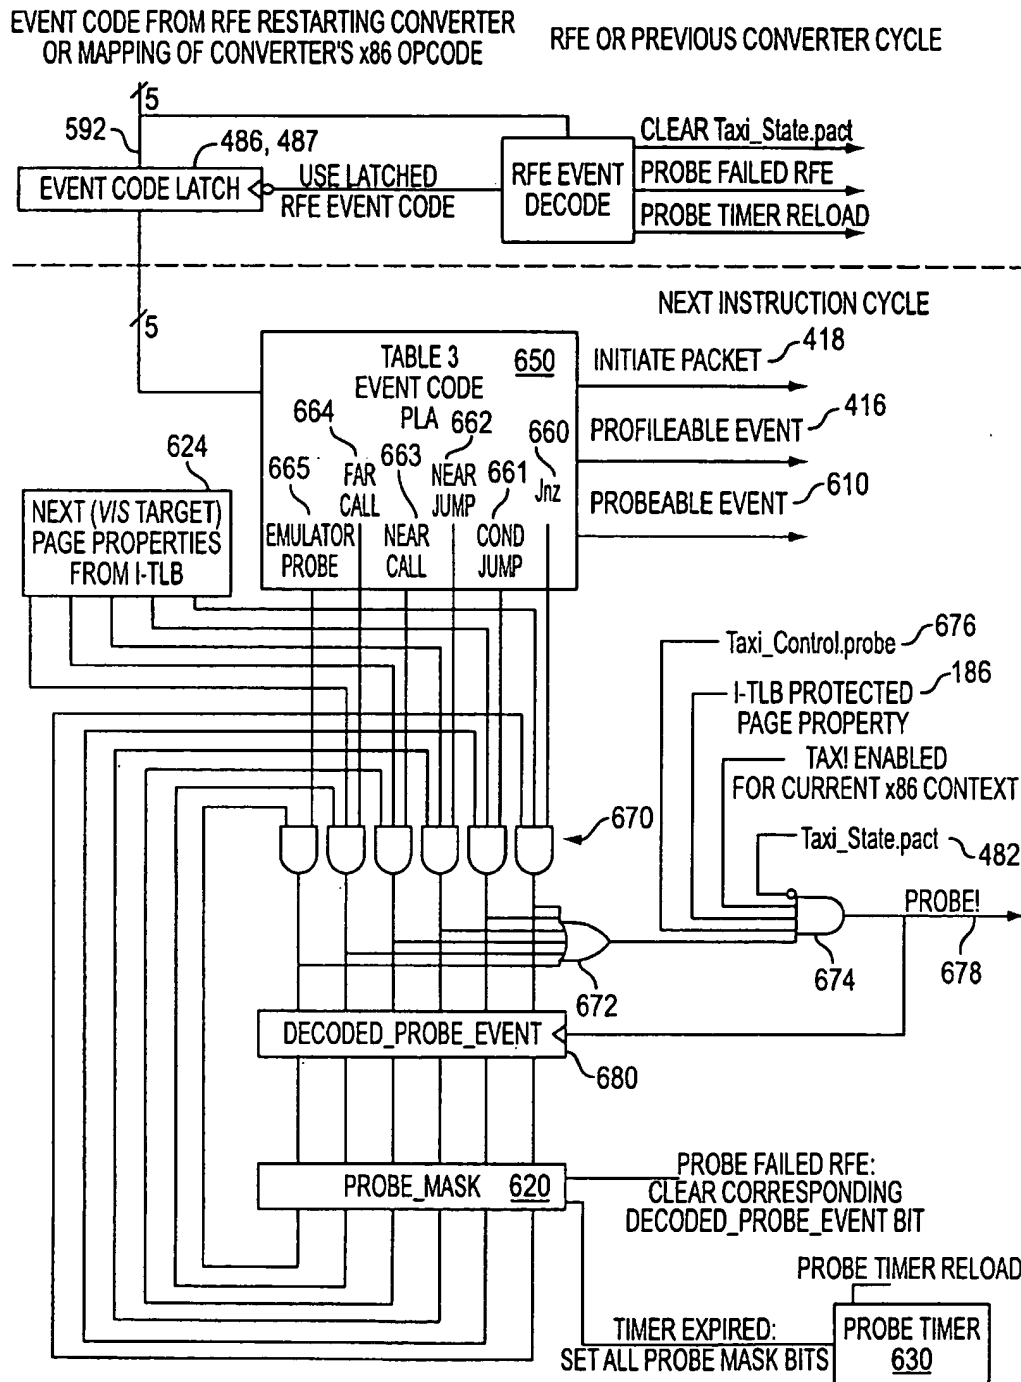 EVENT CODE FROM RFE RESTARTING CONVERTER
OR MAPPING OF CONVERTER'S x86 OPCODE
RFE OR PREVIOUS CONVERTER CYCLE
5
592
486, 487
EVENT CODE LATCH
USE LATCHED
RFE EVENT CODE
RFE EVENT
DECODE
CLEAR Taxi_State.pact
PROBE FAILED RFE
PROBE TIMER RELOAD
NEXT INSTRUCTION CYCLE
5
TABLE 3
EVENT CODE
PLA
650
INITIATE PACKET
418
PROFILEABLE EVENT
416
PROBEABLE EVENT
610
664
662
660
665
663
661
FAR
CALL
NEAR
JUMP
Jnz
EMULATOR
PROBE
NEAR
CALL
COND
JUMP
624
NEXT (VIS TARGET)
PAGE PROPERTIES
FROM I-TLB
Taxi_Control.probe
676
I-TLB PROTECTED
PAGE PROPERTY
186
TAX! ENABLED
FOR CURRENT x86 CONTEXT
670
Taxi_State.pact
482
PROBE!
678
674
672
DECODED_PROBE_EVENT
680
PROBE_MASK 620
PROBE FAILED RFE:
CLEAR CORRESPONDING
DECODED_PROBE_EVENT BIT
PROBE TIMER RELOAD
TIMER EXPIRED:
SET ALL PROBE MASK BITS
PROBE TIMER
630